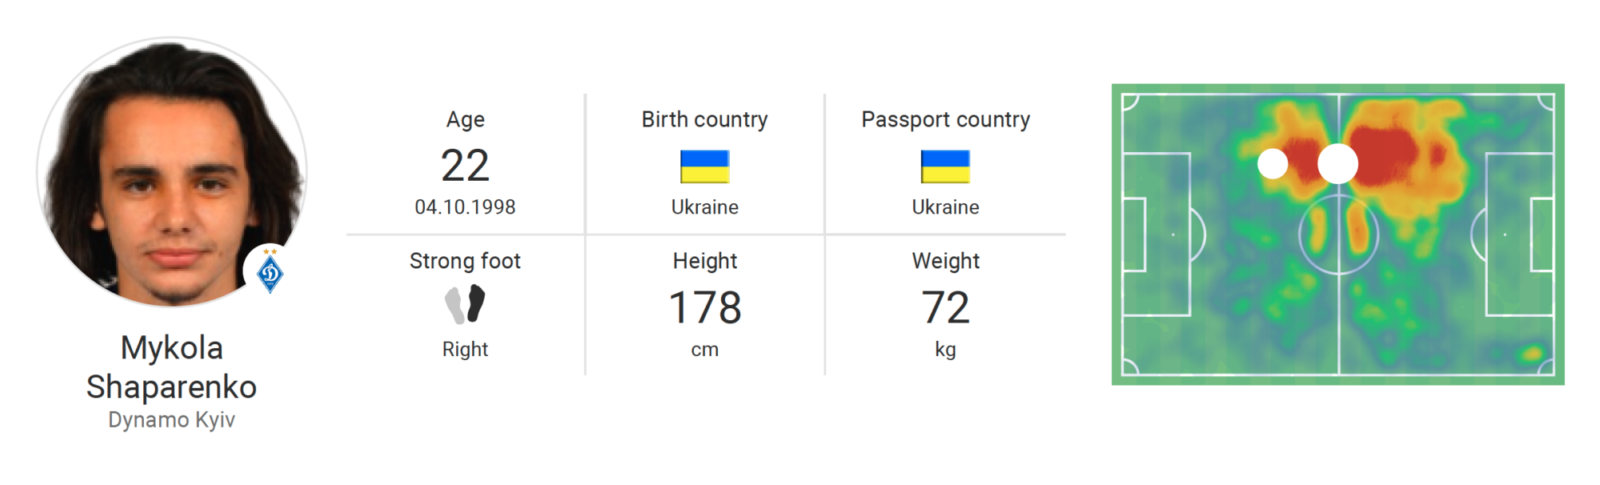 Mykola
Shaparenko
Dynamo Kyiv
Age
22
04.10.1998
Birth country
Ukraine
Passport country
Ukraine
Strong foot
Right
Height
178
cm
Weight
72
kg